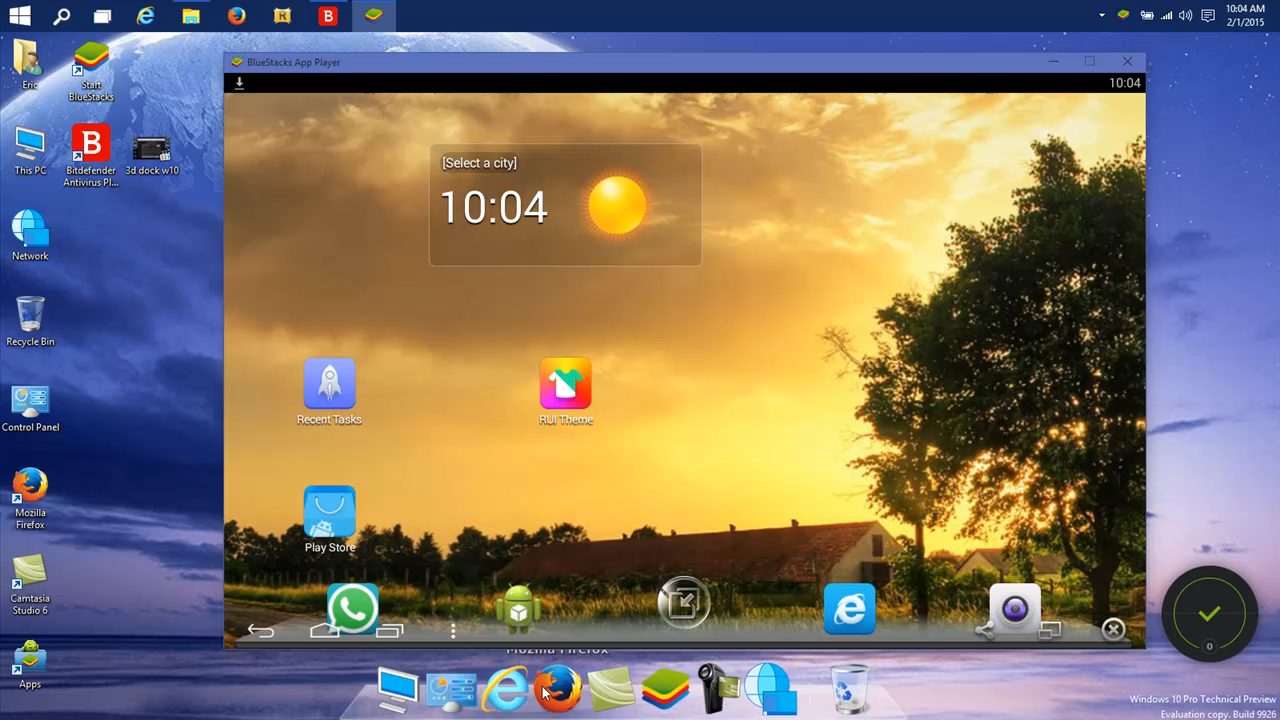 10:04 AM
2/1/2015
BlueStacks App Player
10:04
Eric
Start
BlueStacks
This PC
Bitdefender
Antivirus Pl...
3d dock w10
Network
Recycle Bin
Control Panel
Mozilla
Firefox
Camtasia
Studio 6
Apps
[Select a city]
10:04
Recent Tasks
RUI Theme
Play Store
Mozilla Firefox
0
Windows 10 Pro Technical Preview
Evaluation copy. Build 9926